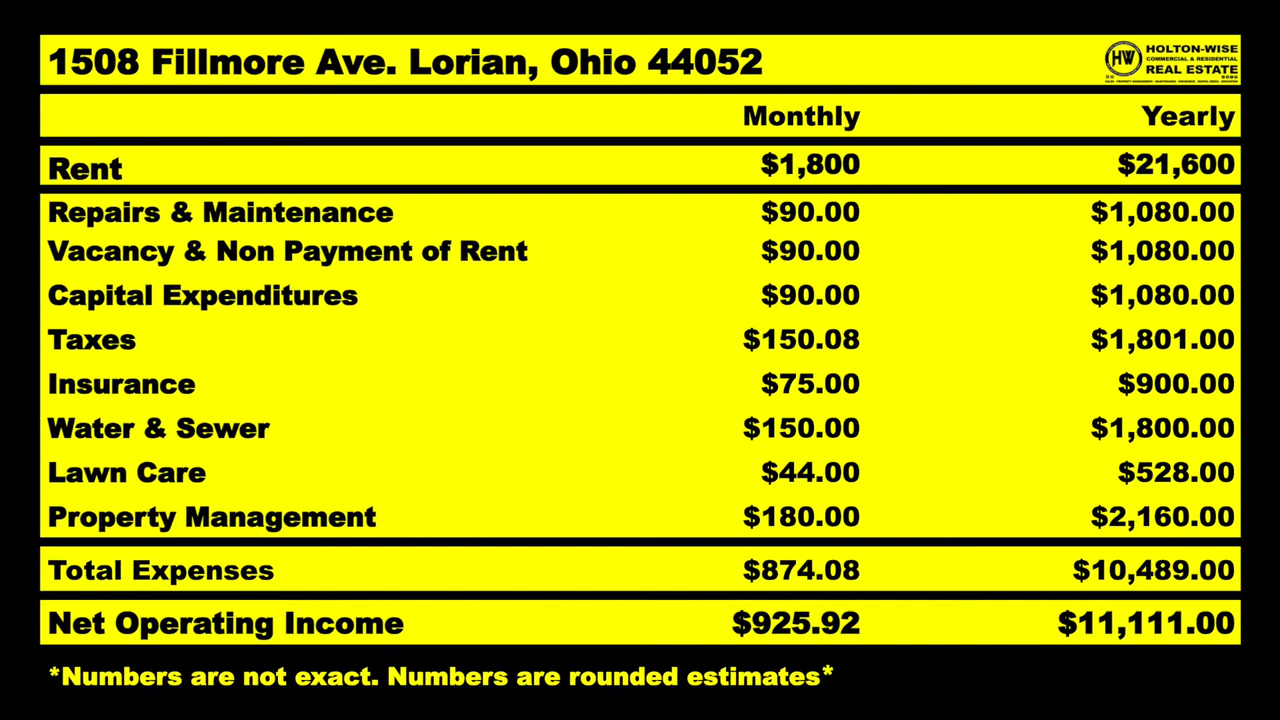 1508 Fillmore Ave. Lorian, Ohio 44052
HW
HOLTON-WISE
COMMERCIAL & RESIDENTIAL
REAL ESTATE
Monthly Yearly
Rent $1,800 $21,600
Repairs & Maintenance $90.00 $1,080.00
Vacancy & Non Payment of Rent $90.00 $1,080.00
Capital Expenditures $90.00 $1,080.00
Taxes $150.08 $1,801.00
Insurance $75.00 $900.00
Water & Sewer $150.00 $1,800.00
Lawn Care $44.00 $528.00
Property Management $180.00 $2,160.00
Total Expenses $874.08 $10,489.00
Net Operating Income $925.92 $11,111.00
*Numbers are not exact. Numbers are rounded estimates*